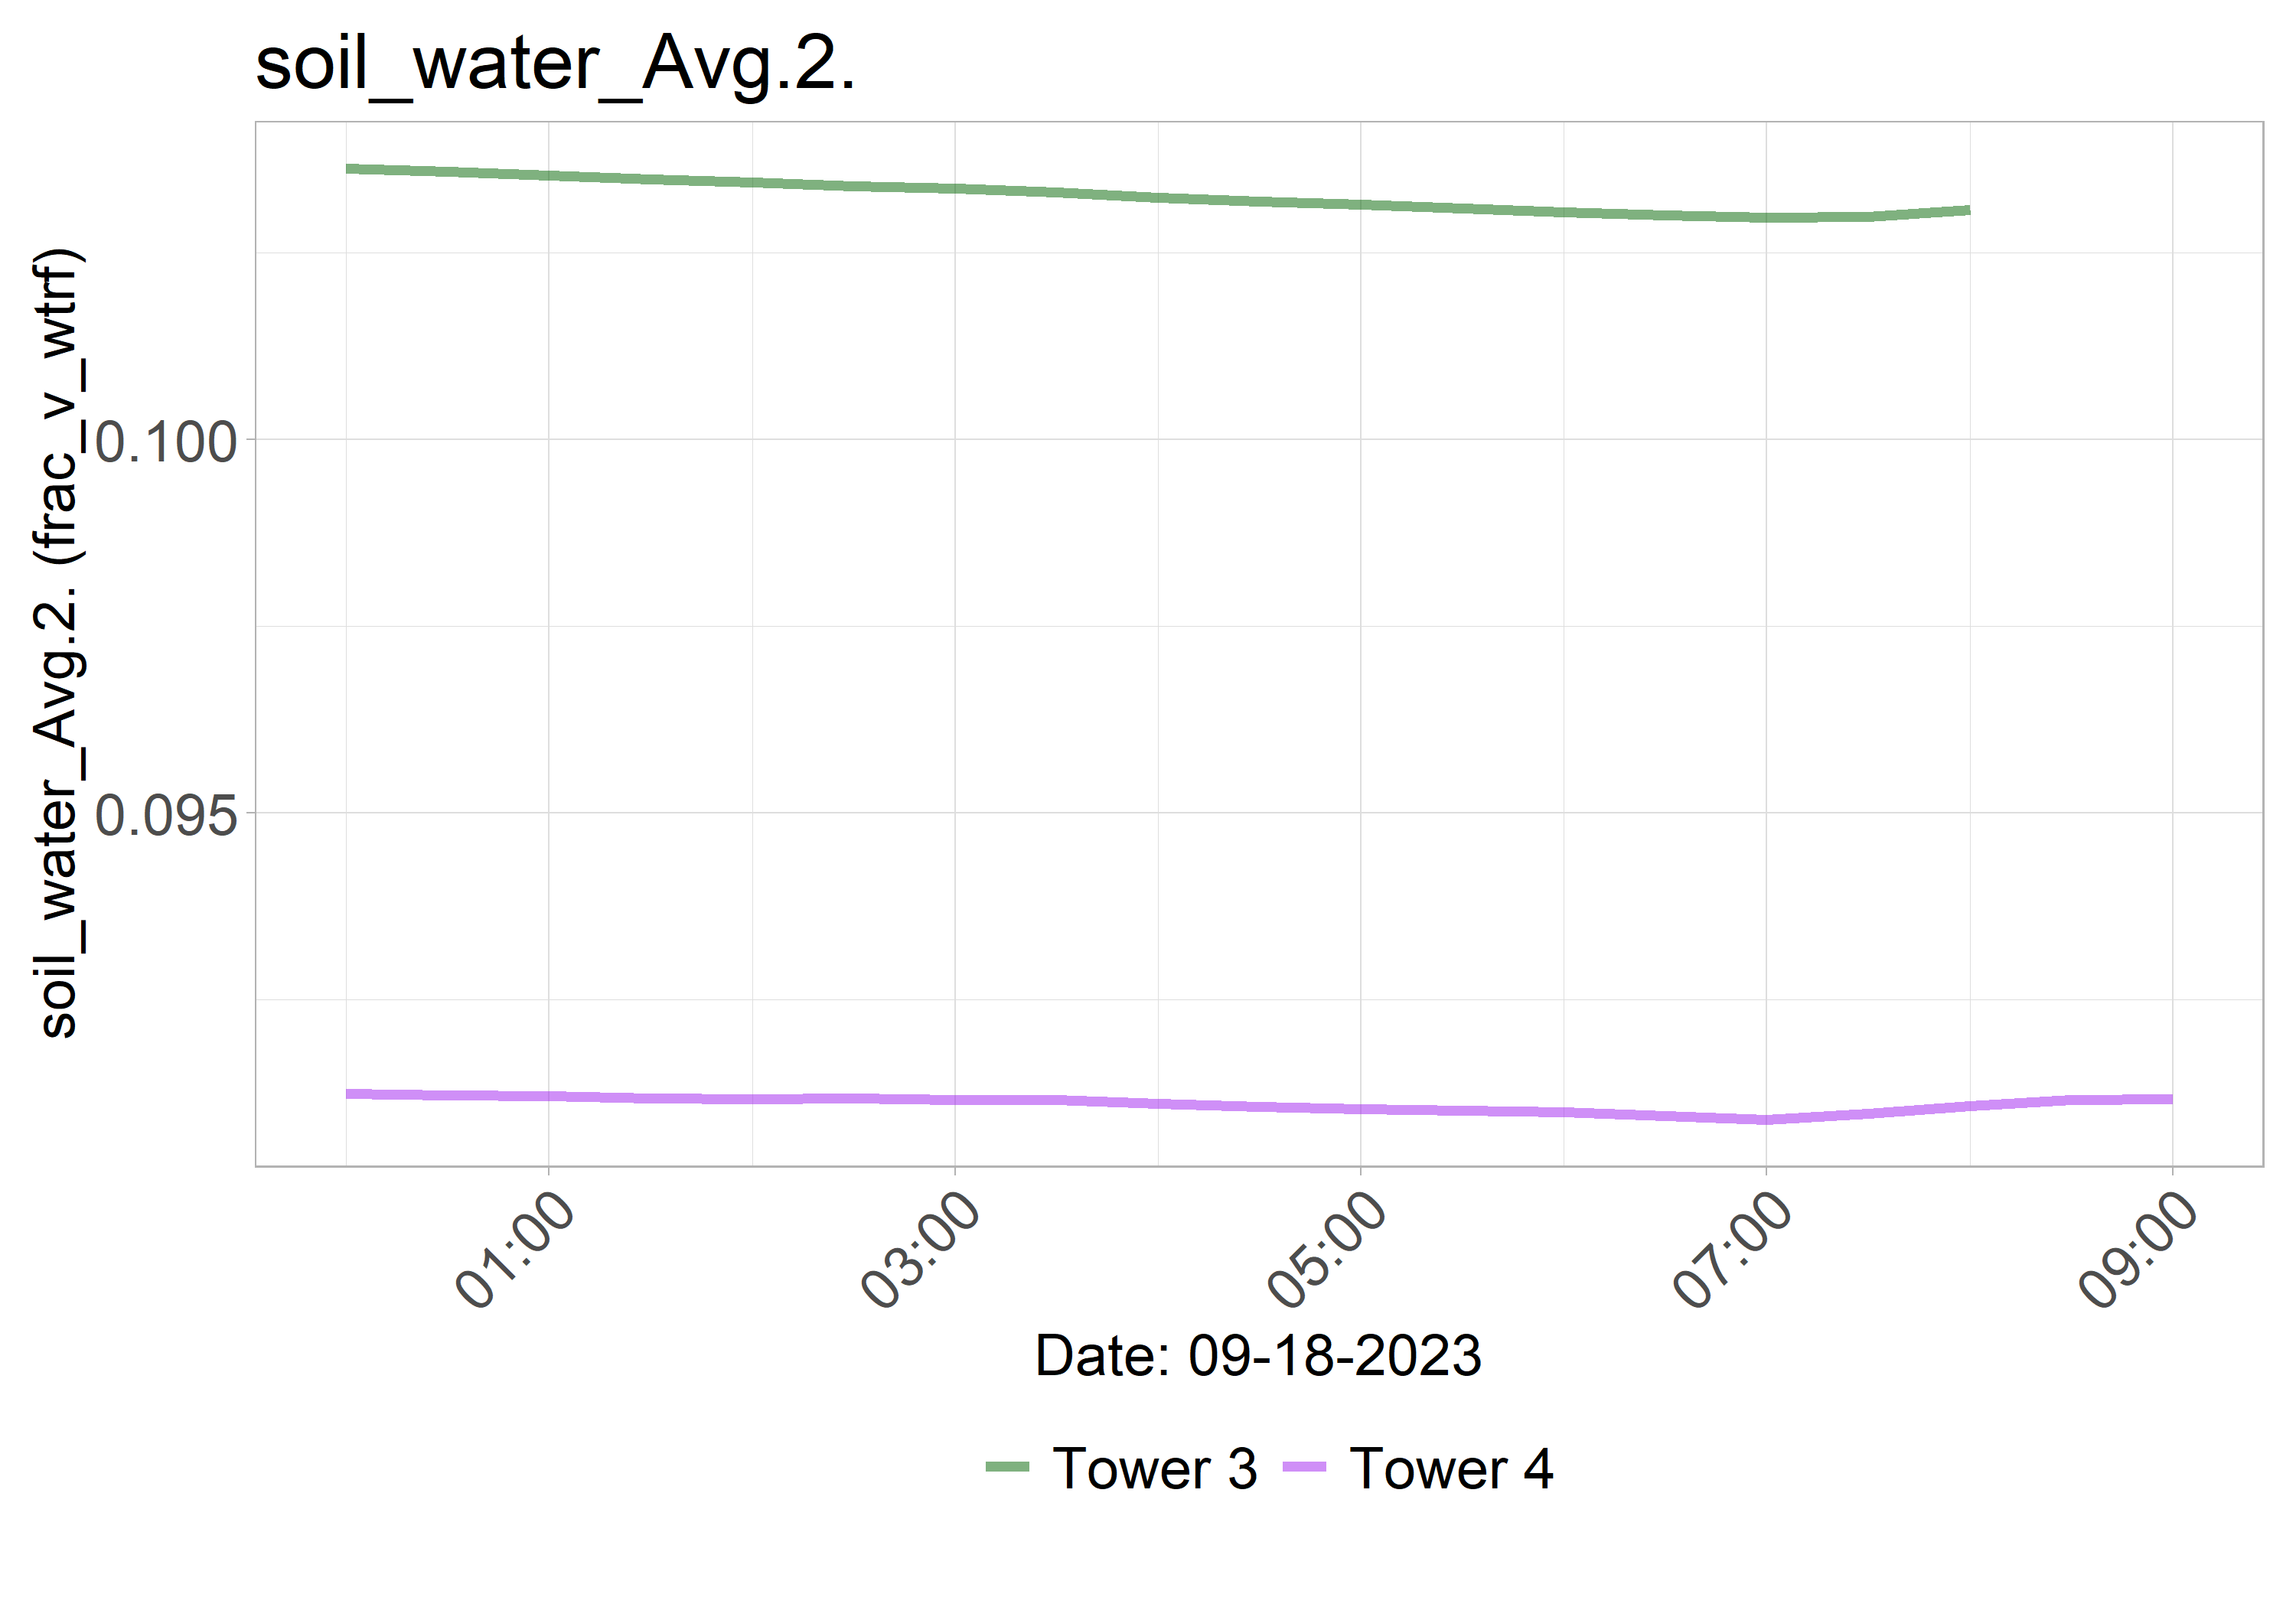 soil_water_Avg.2.
soil_water_Avg.2. (frac_v_wtrf)
0.100
0.095
01:00
03:00
05:00
07:00
09:00
Date: 09-18-2023
Tower 3
Tower 4